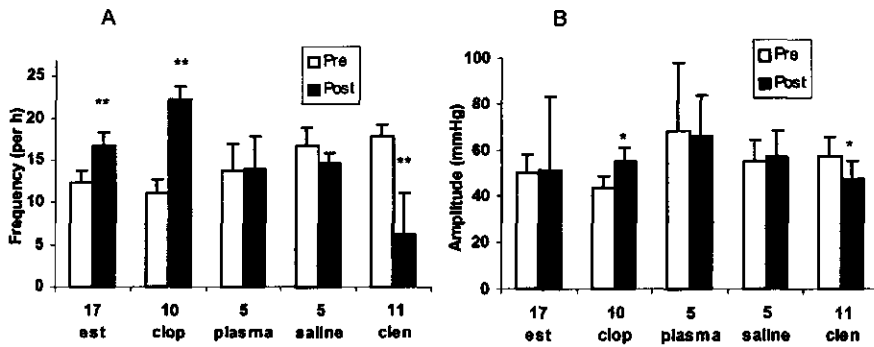 A
Frequency (per h)
25
20
15
10
5
0
Pre
Post
**
**
**
17 10 5 5 11
est clop plasma saline clen
B
Amplitude (mmHg)
100
80
60
40
20
0
Pre
Post
*
*
17 10 5 5 11
est clop plasma saline clen